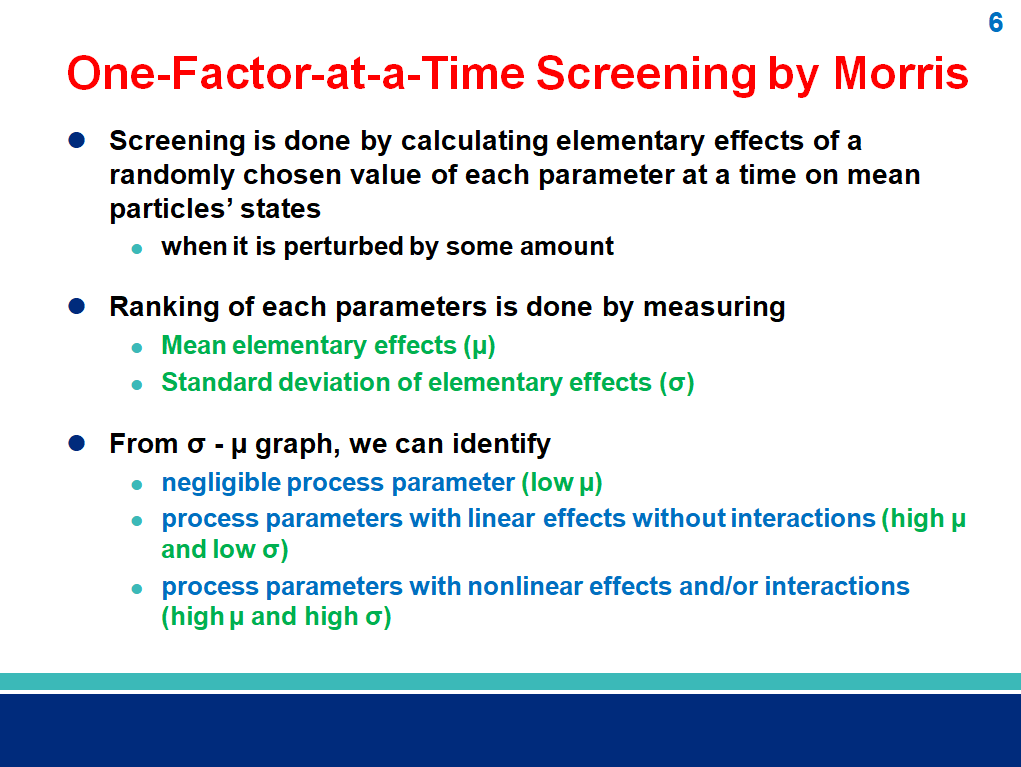 6
One-Factor-at-a-Time Screening by Morris
Screening is done by calculating elementary effects of a
randomly chosen value of each parameter at a time on mean
particles’ states
when it is perturbed by some amount
Ranking of each parameters is done by measuring
Mean elementary effects (μ)
Standard deviation of elementary effects (σ)
From σ - μ graph, we can identify
negligible process parameter (low μ)
process parameters with linear effects without interactions (high μ
and low σ)
process parameters with nonlinear effects and/or interactions
(high μ and high σ)